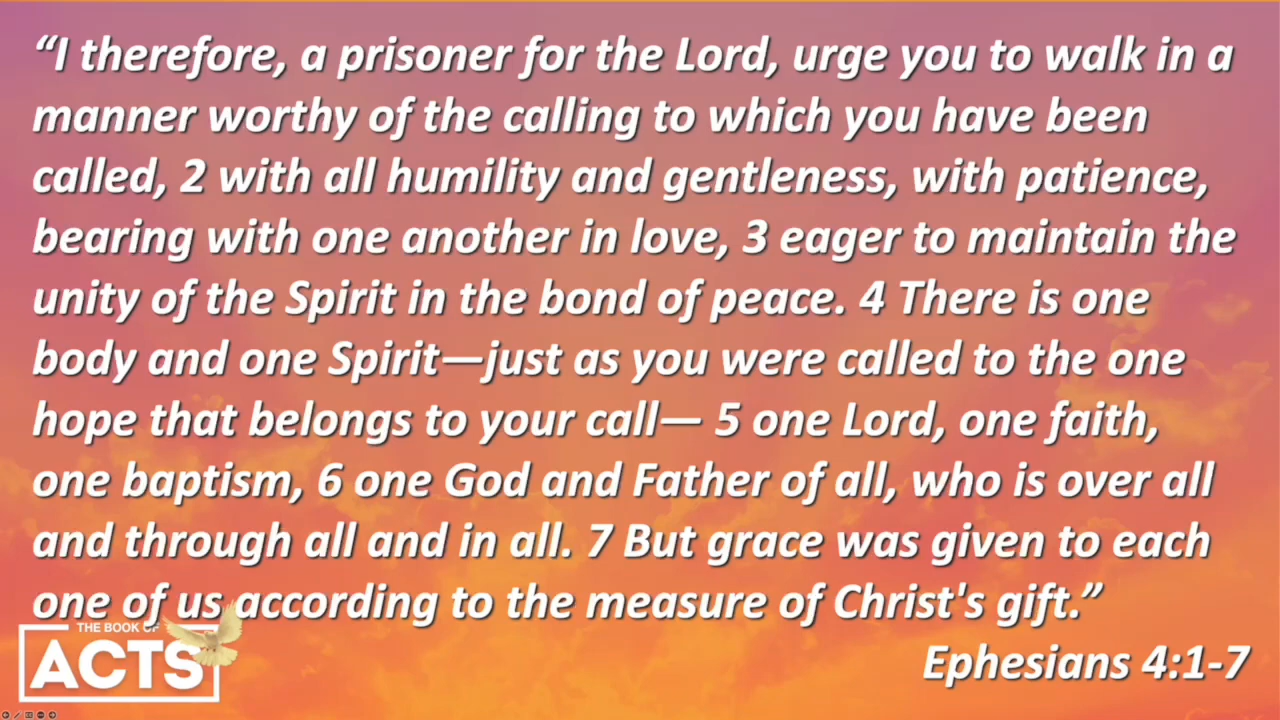 “I therefore, a prisoner for the Lord, urge you to walk in a
manner worthy of the calling to which you have been
called, 2 with all humility and gentleness, with patience,
bearing with one another in love, 3 eager to maintain the
unity of the Spirit in the bond of peace. 4 There is one
body and one Spirit—just as you were called to the one
hope that belongs to your call— 5 one Lord, one faith,
one baptism, 6 one God and Father of all, who is over all
and through all and in all. 7 But grace was given to each
one of us according to the measure of Christ's gift.”
Ephesians 4:1-7
THE BOOK OF
ACTS